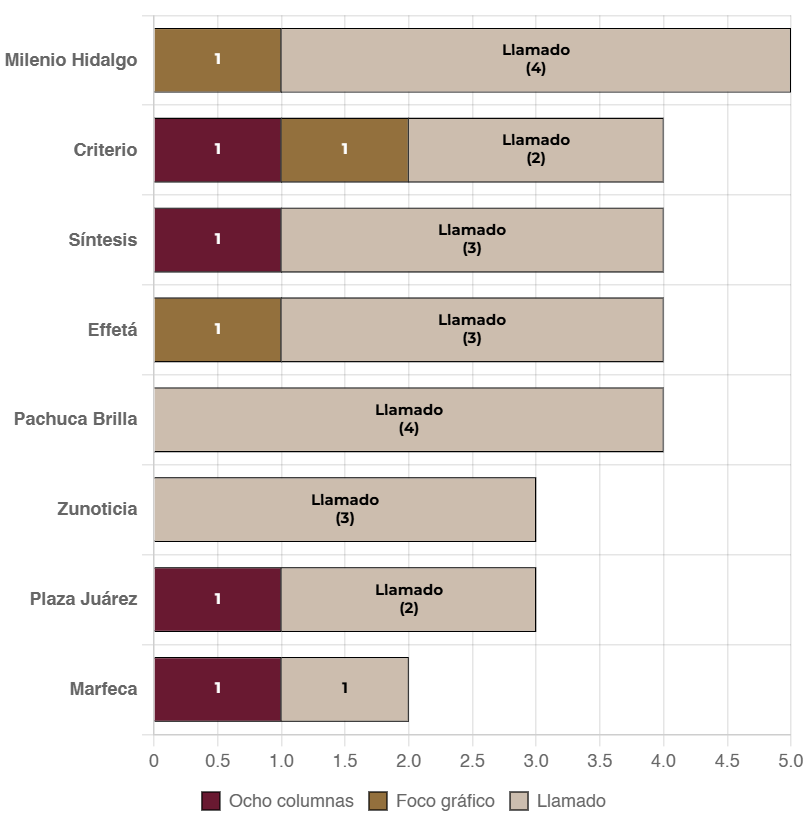 Milenio Hidalgo
1
Llamado
(4)
Criterio
1
1
Llamado
(2)
Síntesis
1
Llamado
(3)
Effetá
1
Llamado
(3)
Pachuca Brilla
Llamado
(4)
Zunoticia
Llamado
(3)
Plaza Juárez
1
Llamado
(2)
Marfeca
1
1
0 0.5 1.0 1.5 2.0 2.5 3.0 3.5 4.0 4.5 5.0
Ocho columnas Foco gráfico Llamado